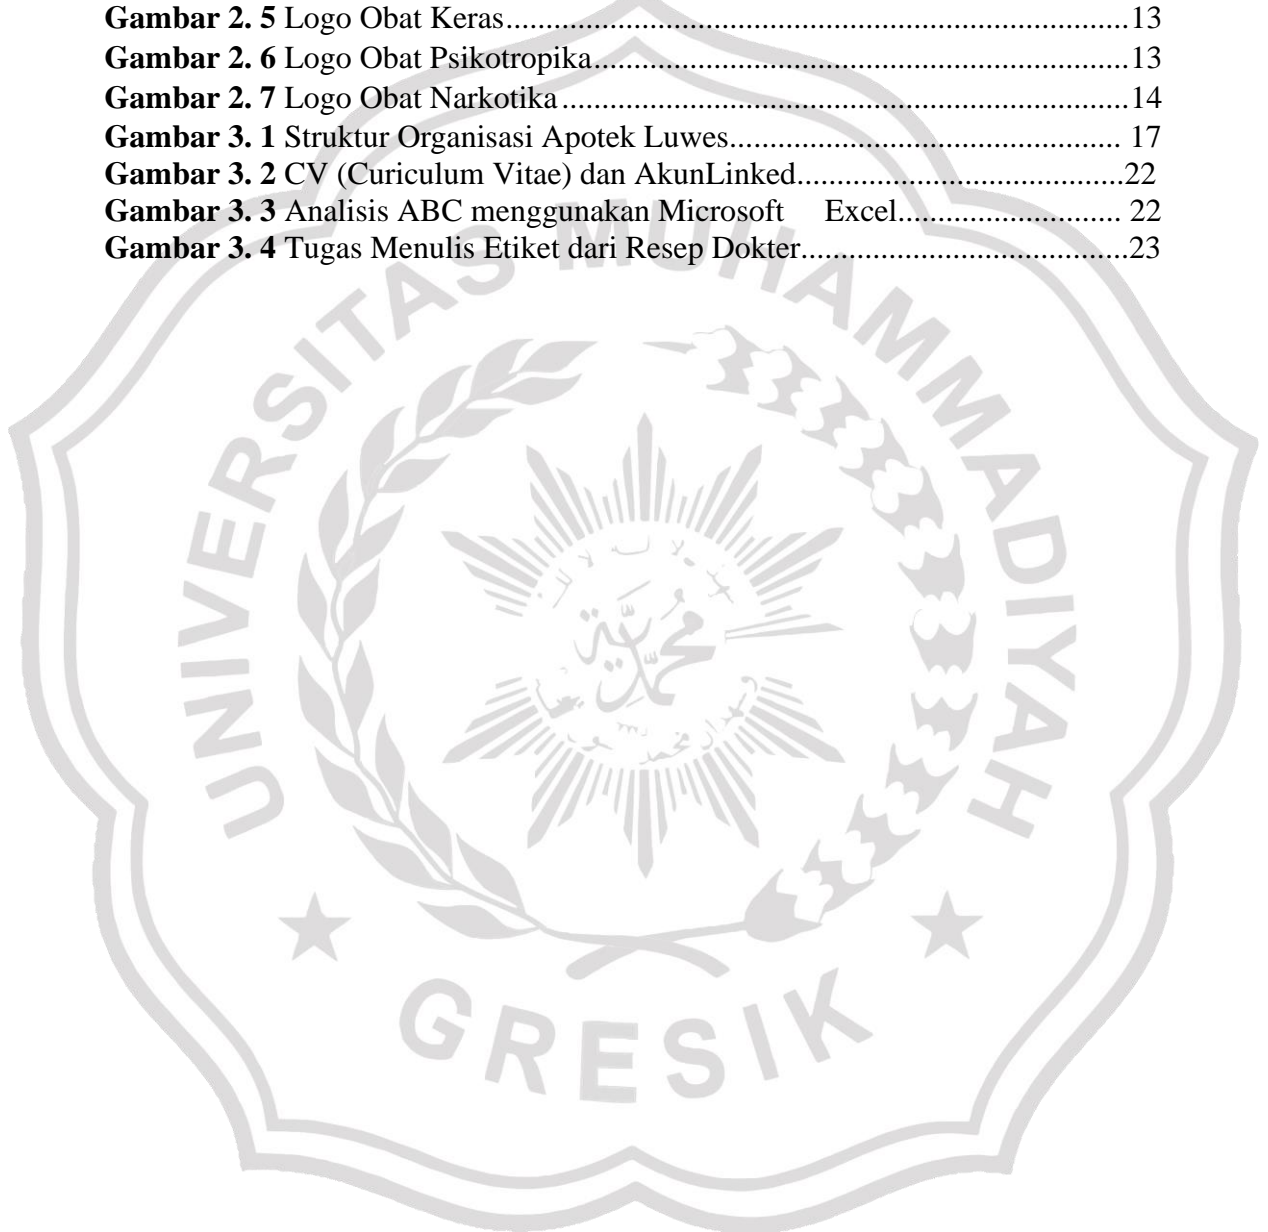 Gambar 2. 5 Logo Obat Keras....................................................................................................13
Gambar 2. 6 Logo Obat Psikotropika......................................................................................13
Gambar 2. 7 Logo Obat Narkotika...........................................................................................14
Gambar 3. 1 Struktur Organisasi Apotek Luwes............................................................... 17
Gambar 3. 2 CV (Curiculum Vitae) dan AkunLinked.....................................................22
Gambar 3. 3 Analisis ABC menggunakan Microsoft Excel.................................... 22
Gambar 3. 4 Tugas Menulis Etiket dari Resep Dokter.....................................................23
UNIVERSITAS MUHAMMADIYAH
محمدية
GRESIK